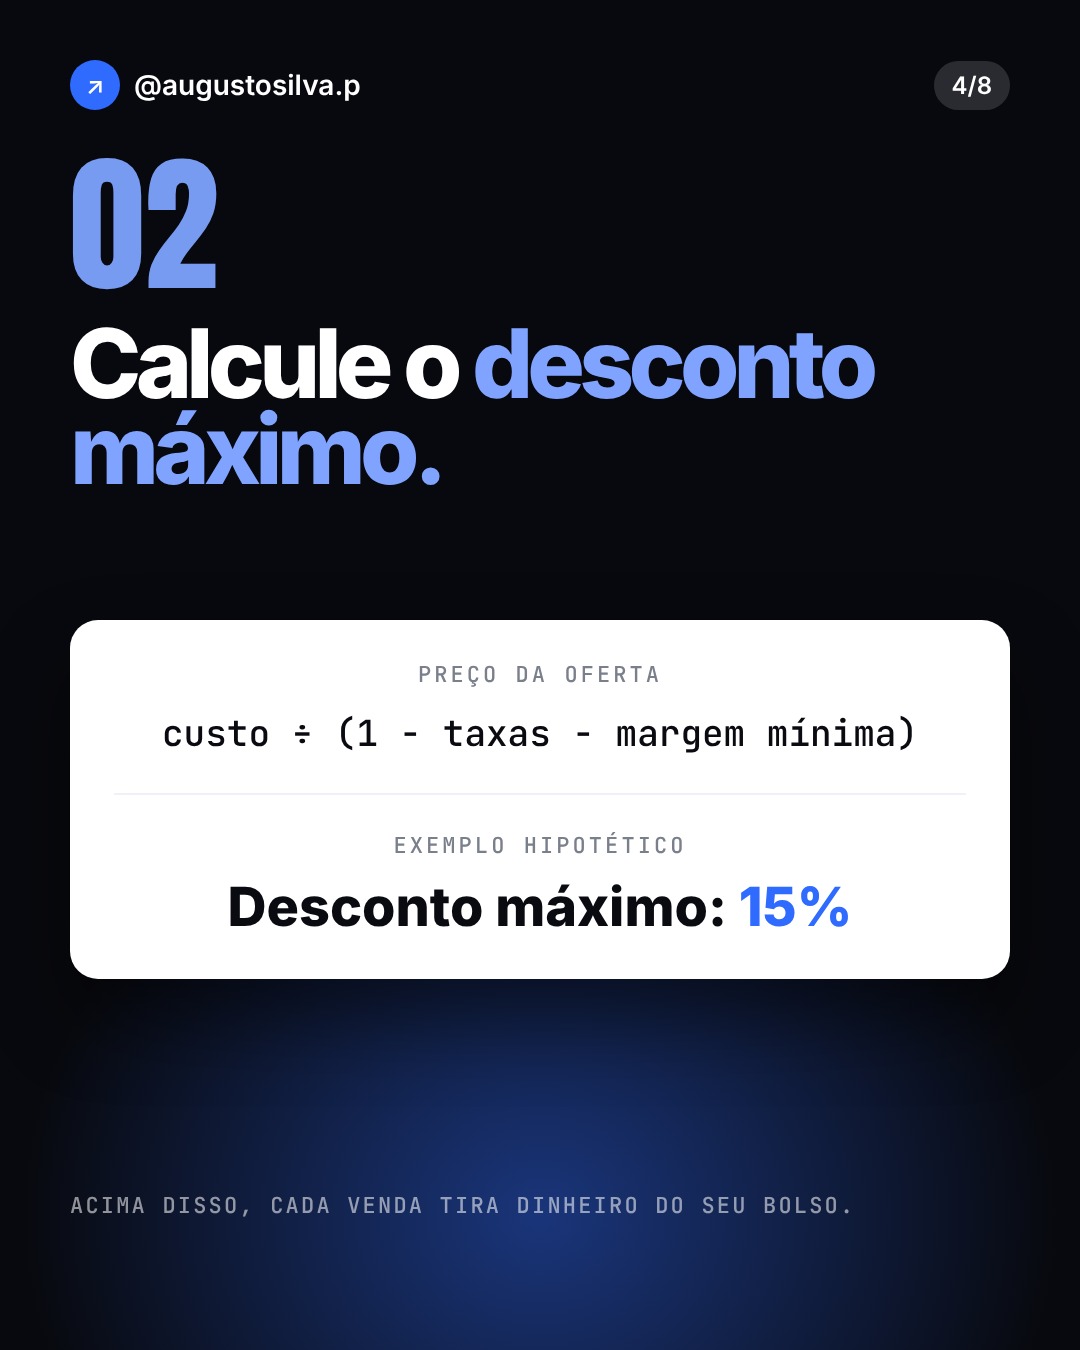 @augustosilva.p
4/8
02
Calcule o desconto
máximo.
PREÇO DA OFERTA
custo ÷ (1 - taxas - margem mínima)
EXEMPLO HIPOTÉTICO
Desconto máximo: 15%
ACIMA DISSO, CADA VENDA TIRA DINHEIRO DO SEU BOLSO.